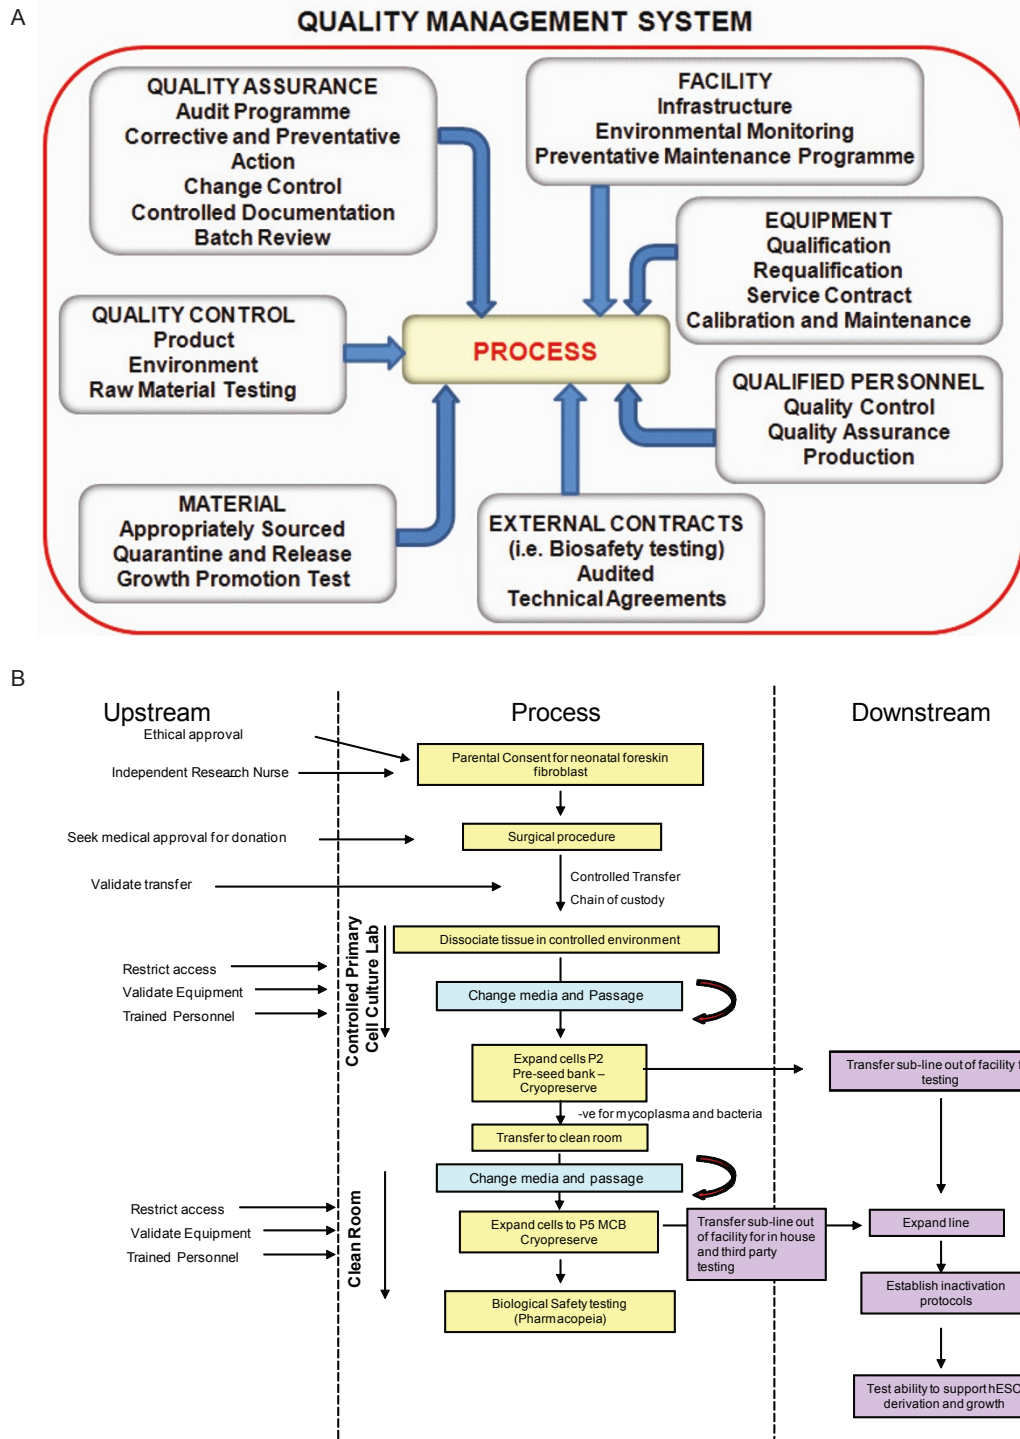 A
QUALITY MANAGEMENT SYSTEM
QUALITY ASSURANCE
Audit Programme
Corrective and Preventative
Action
Change Control
Controlled Documentation
Batch Review
FACILITY
Infrastructure
Environmental Monitoring
Preventative Maintenance Programme
EQUIPMENT
Qualification
Requalification
Service Contract
Calibration and Maintenance
QUALITY CONTROL
Product
Environment
Raw Material Testing
PROCESS
QUALIFIED PERSONNEL
Quality Control
Quality Assurance
Production
MATERIAL
Appropriately Sourced
Quarantine and Release
Growth Promotion Test
EXTERNAL CONTRACTS
(i.e. Biosafety testing)
Audited
Technical Agreements
B
Upstream
Process
Downstream
Ethical approval
Independent Research Nurse
Parental Consent for neonatal foreskin
fibroblast
Seek medical approval for donation
Surgical procedure
Validate transfer
Controlled Transfer
Chain of custody
Controlled Primary
Cell Culture Lab
Dissociate tissue in controlled environment
Restrict access
Validate Equipment
Trained Personnel
Change media and Passage
Expand cells P2
Pre-seed bank –
Cryopreserve
Transfer sub-line out of facility f
testing
-ve for mycoplasma and bacteria
Transfer to clean room
Change media and passage
Clean Room
Restrict access
Validate Equipment
Trained Personnel
Expand cells to P5 MCB
Cryopreserve
Transfer sub-line out
of facility for in house
and third party
testing
Expand line
Biological Safety testing
(Pharmacopeia)
Establish inactivation
protocols
Test ability to support hESC
derivation and growth